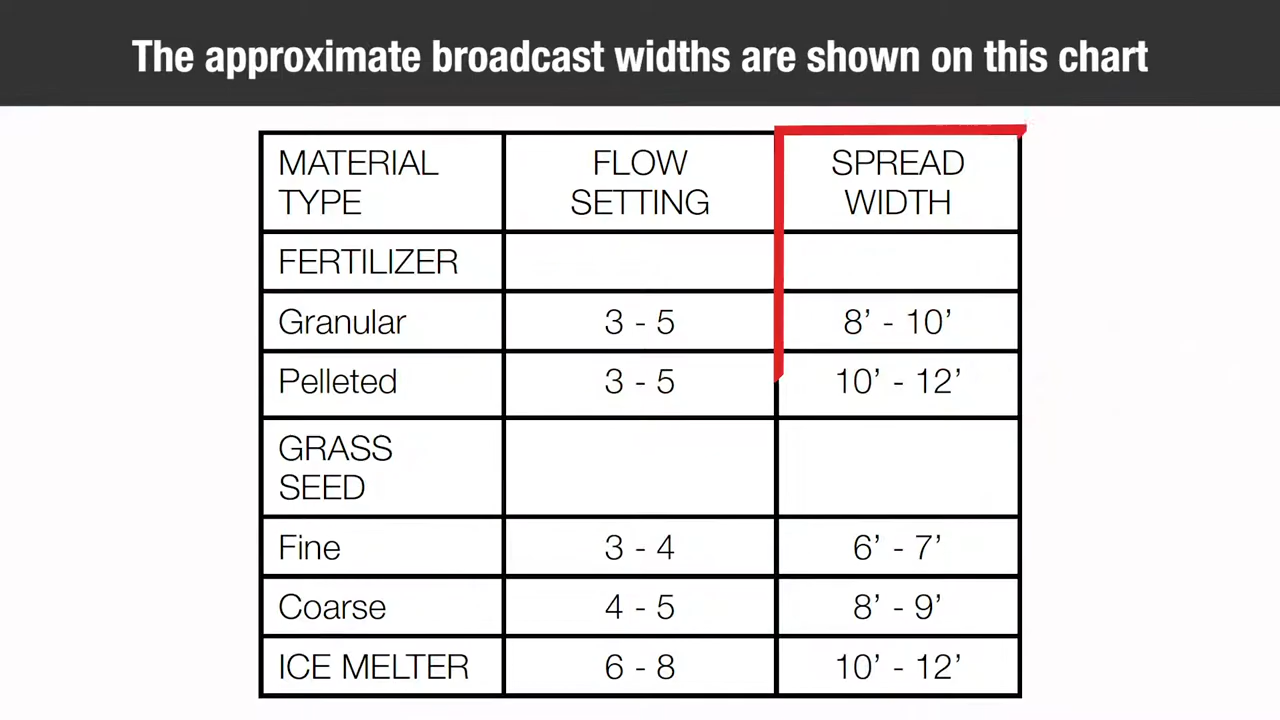 The approximate broadcast widths are shown on this chart
MATERIAL TYPE FLOW SETTING SPREAD WIDTH
FERTILIZER
Granular 3 - 5 8’ - 10’
Pelleted 3 - 5 10’ - 12’
GRASS SEED
Fine 3 - 4 6’ - 7’
Coarse 4 - 5 8’ - 9’
ICE MELTER 6 - 8 10’ - 12’